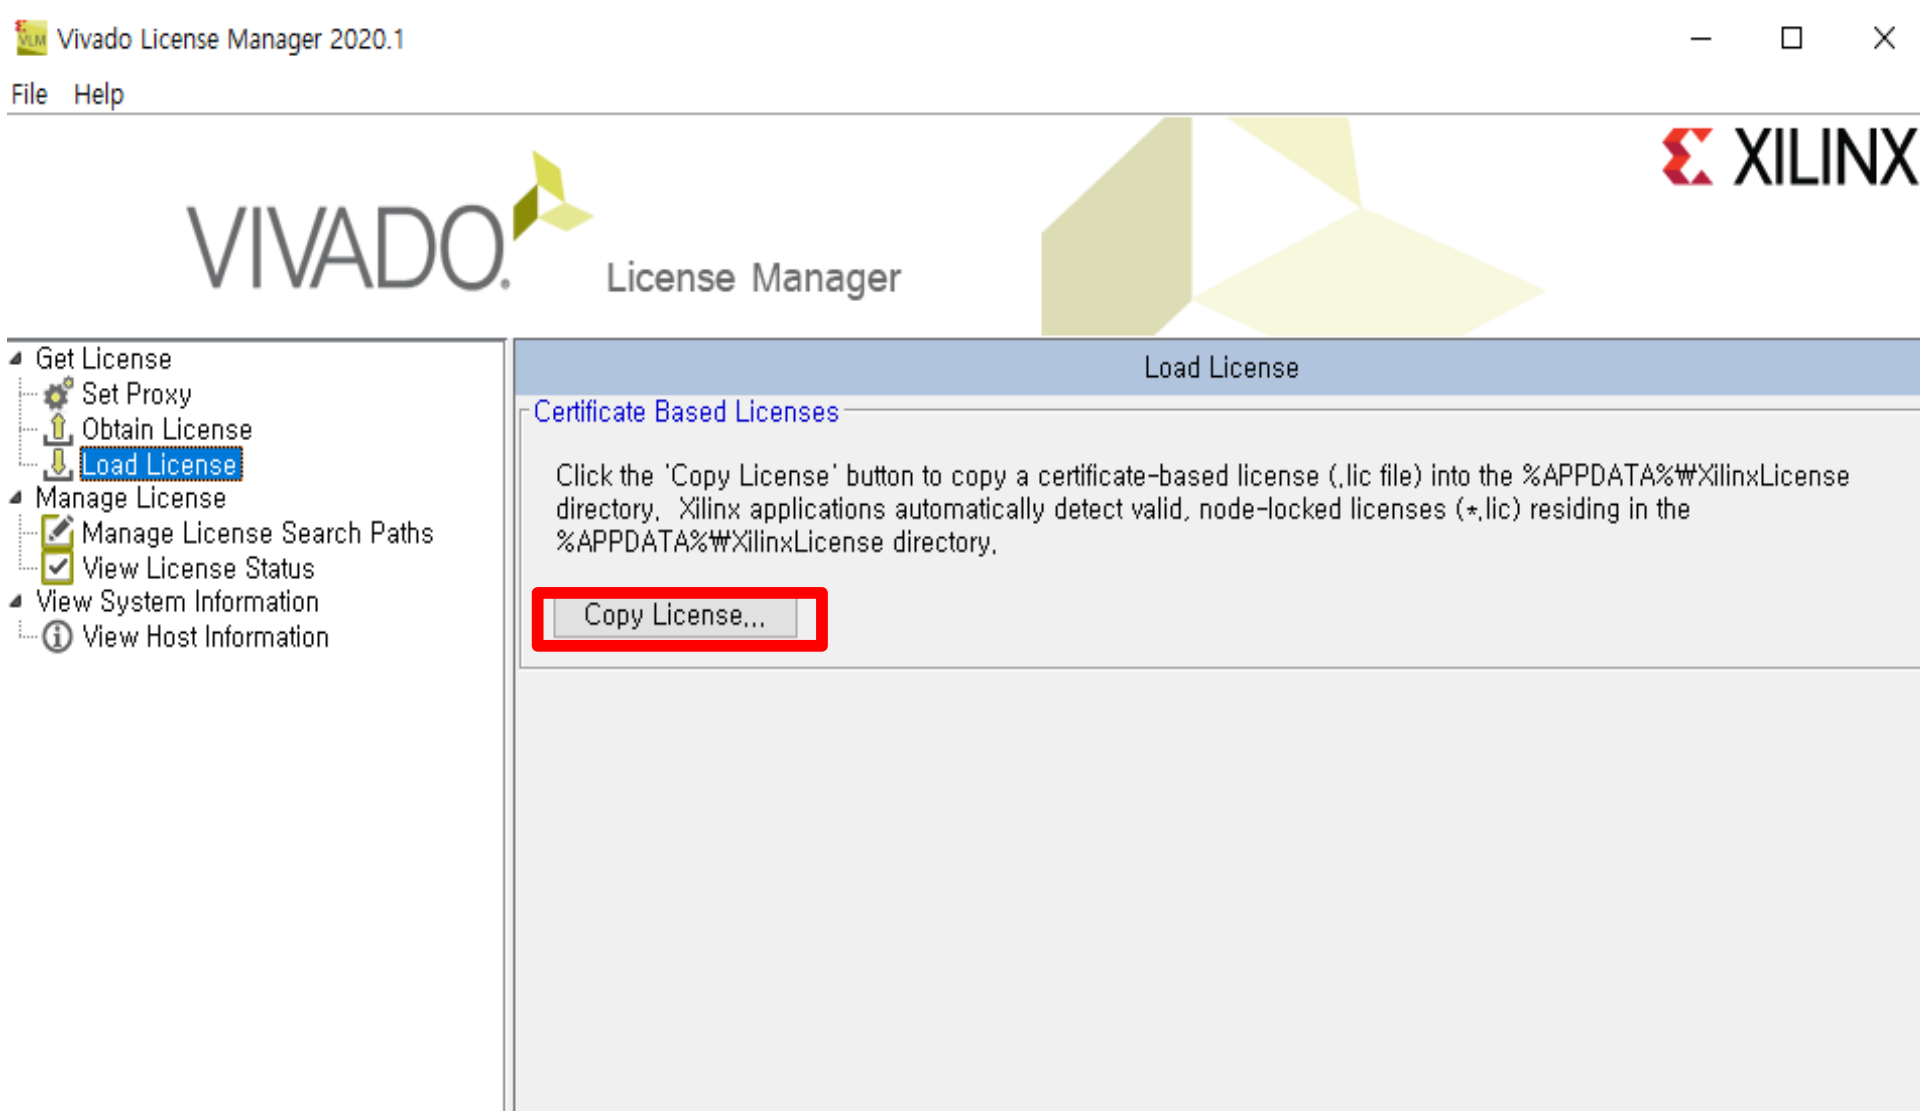 VLM Vivado License Manager 2020.1
File Help
XILINX
VIVADO. License Manager
Get License
Set Proxy
Obtain License
Load License
Manage License
Manage License Search Paths
View License Status
View System Information
View Host Information
Load License
Certificate Based Licenses
Click the 'Copy License' button to copy a certificate-based license (.lic file) into the %APPDATA%₩XilinxLicense
directory. Xilinx applications automatically detect valid, node-locked licenses (*.lic) residing in the
%APPDATA%₩XilinxLicense directory.
Copy License...